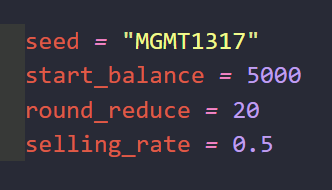 seed = "MGMT1317"
start_balance = 5000
round_reduce = 20
selling_rate = 0.5